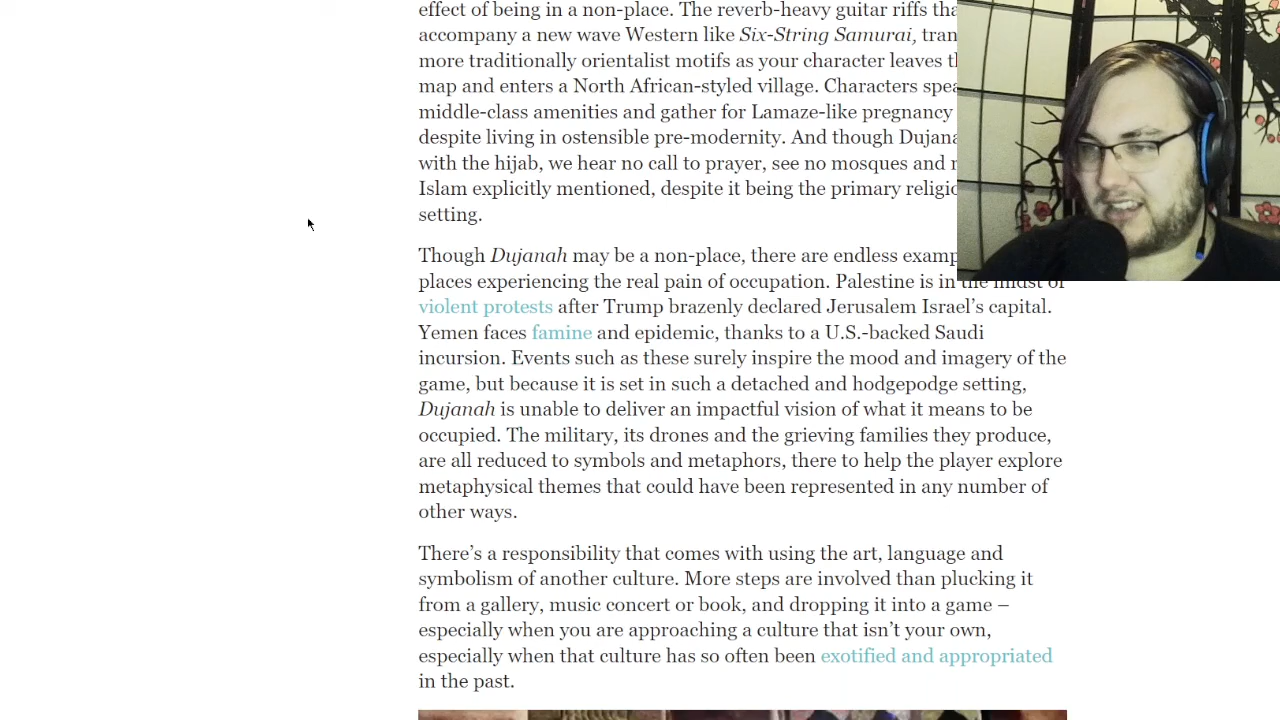 effect of being in a non-place. The reverb-heavy guitar riffs
accompany a new wave Western like Six-String Samurai,
more traditionally orientalist motifs as your character leaves
map and enters a North African-styled village. Characters
middle-class amenities and gather for Lamaze-like pregnancy
despite living in ostensible pre-modernity. And though
with the hijab, we hear no call to prayer, see no mosques and
Islam explicitly mentioned, despite it being the primary
setting.
Though Dujanah may be a non-place, there are endless
places experiencing the real pain of occupation. Palestine is in the midst of
violent protests after Trump brazenly declared Jerusalem Israel’s capital.
Yemen faces famine and epidemic, thanks to a U.S.-backed Saudi
incursion. Events such as these surely inspire the mood and imagery of the
game, but because it is set in such a detached and hodgepodge setting,
Dujanah is unable to deliver an impactful vision of what it means to be
occupied. The military, its drones and the grieving families they produce,
are all reduced to symbols and metaphors, there to help the player explore
metaphysical themes that could have been represented in any number of
other ways.
There’s a responsibility that comes with using the art, language and
symbolism of another culture. More steps are involved than plucking it
from a gallery, music concert or book, and dropping it into a game –
especially when you are approaching a culture that isn’t your own,
especially when that culture has so often been exotified and appropriated
in the past.